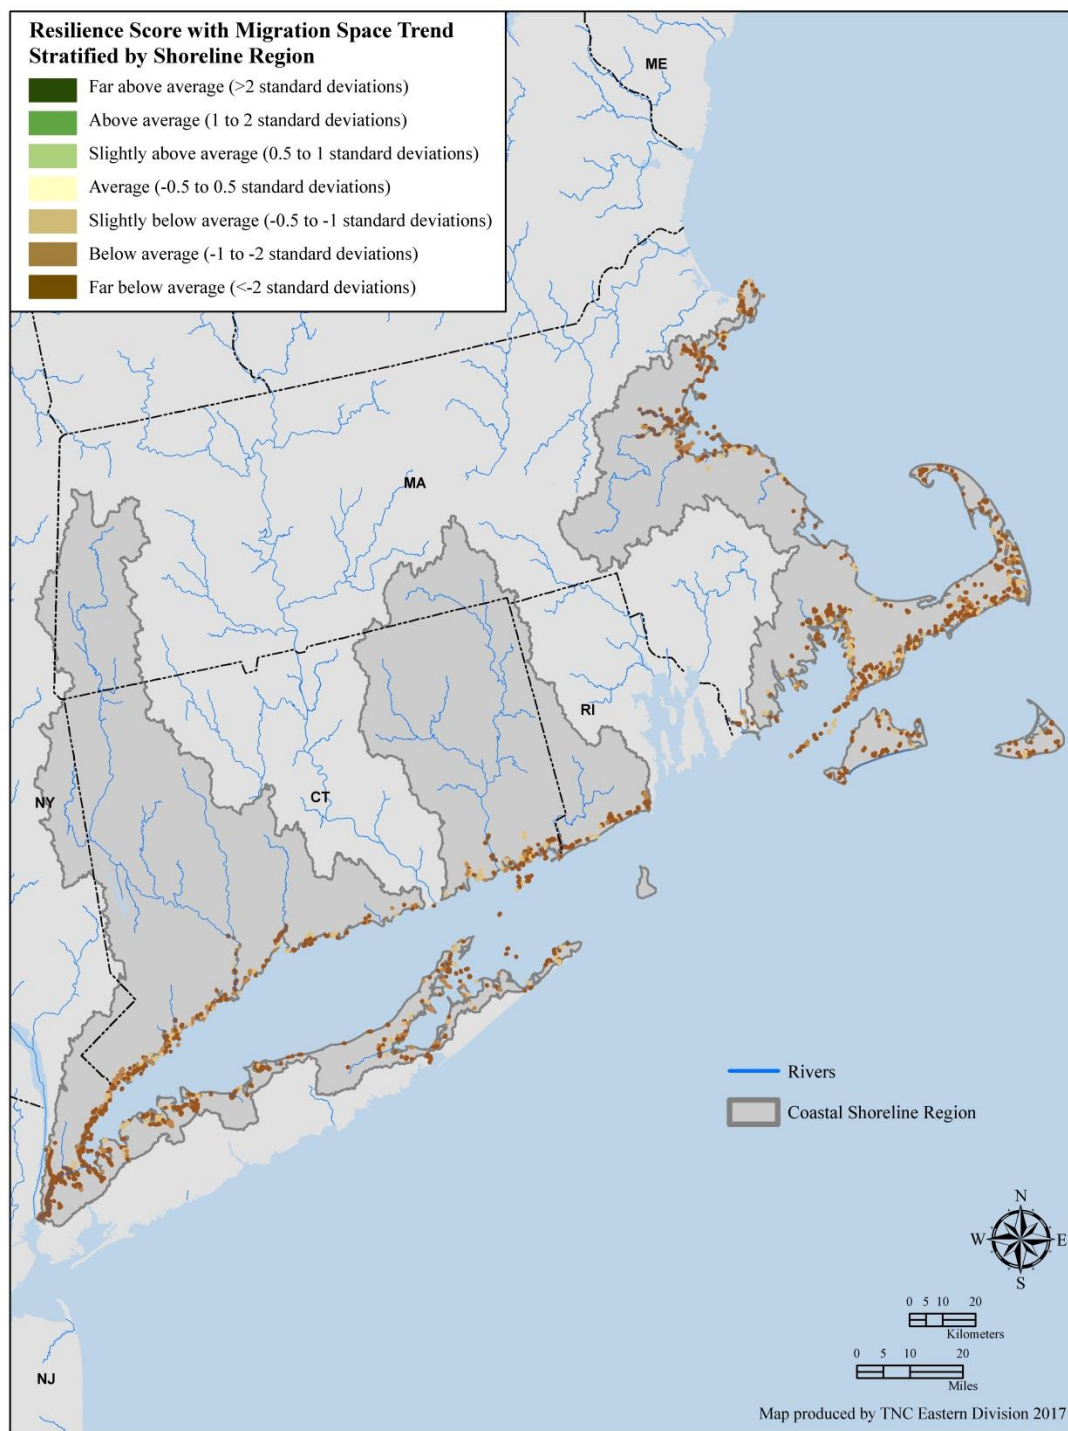 Resilience Score with Migration Space Trend
Stratified by Shoreline Region
Far above average (>2 standard deviations)
Above average (1 to 2 standard deviations)
Slightly above average (0.5 to 1 standard deviations)
Average (-0.5 to 0.5 standard deviations)
Slightly below average (-0.5 to -1 standard deviations)
Below average (-1 to -2 standard deviations)
Far below average (<-2 standard deviations)
ME
MA
RI
CT
NY
Rivers
Coastal Shoreline Region
N
W E
S
0 5 10 20
Kilometers
0 5 10 20
Miles
NJ
Map produced by TNC Eastern Division 2017